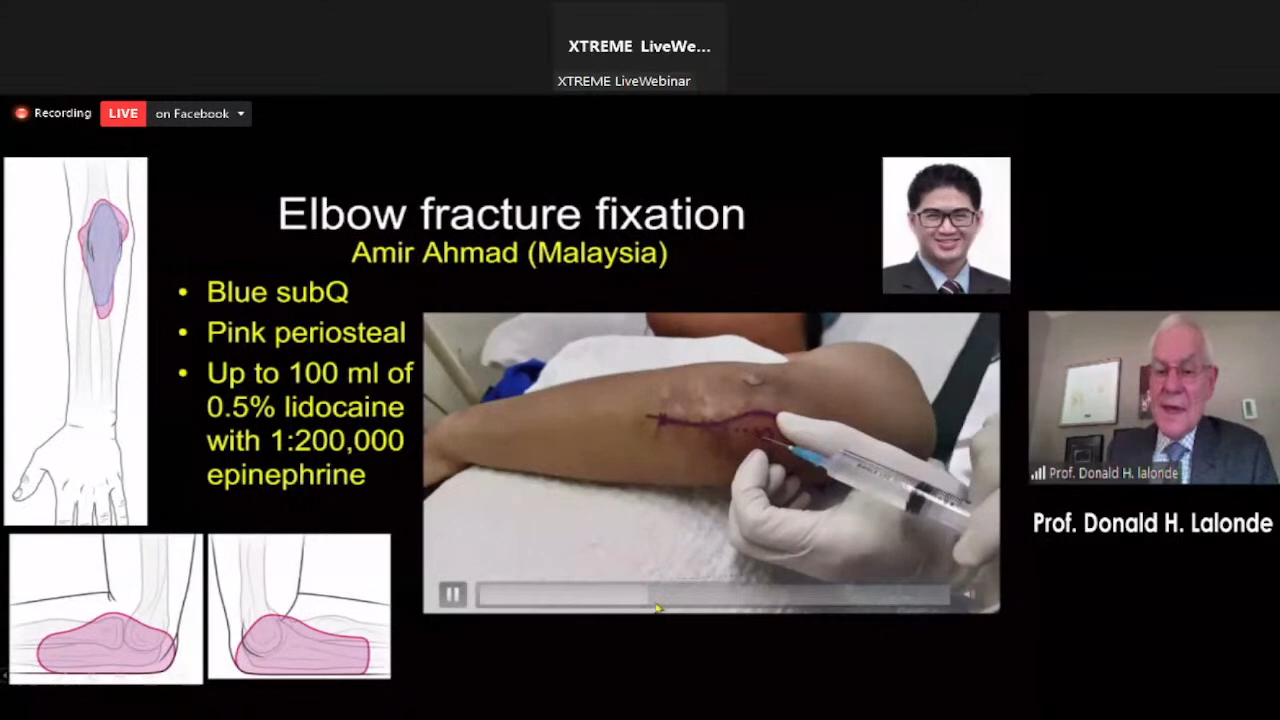 XTREME LiveWe...
XTREME LiveWebinar
Recording
LIVE
on Facebook
Elbow fracture fixation
Amir Ahmad (Malaysia)
• Blue subQ
• Pink periosteal
• Up to 100 ml of
0.5% lidocaine
with 1:200,000
epinephrine
Prof. Donald H. lalonde
Prof. Donald H. Lalonde